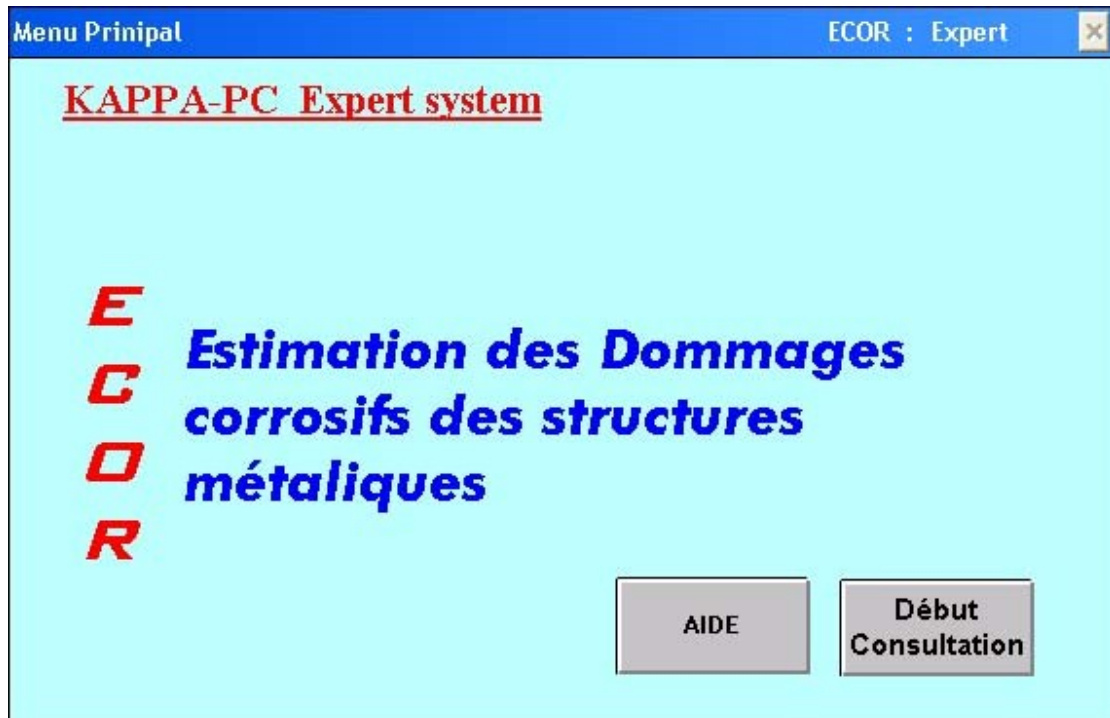 Menu Prinipal ECOR : Expert
KAPPA-PC Expert system
E
C
O
R
Estimation des Dommages
corrosifs des structures
métaliques
AIDE
Début
Consultation